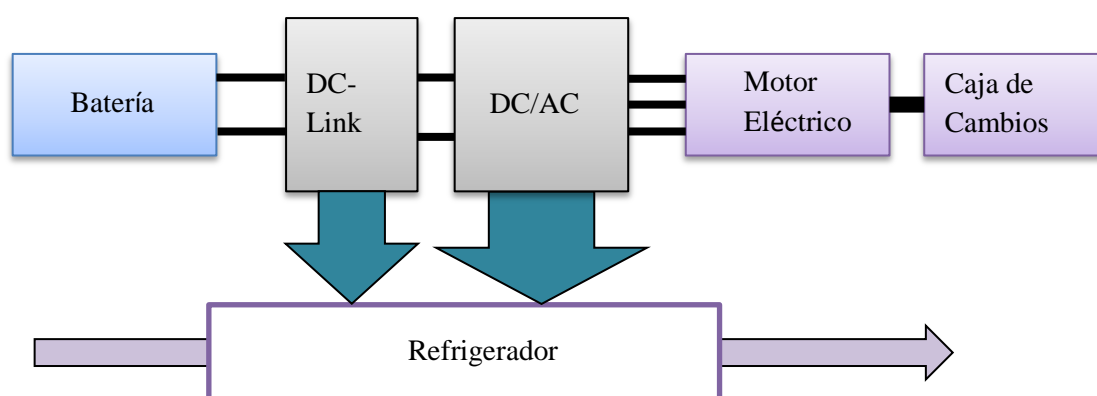 Batería
DC-
Link
DC/AC
Motor
Eléctrico
Caja de
Cambios
Refrigerador